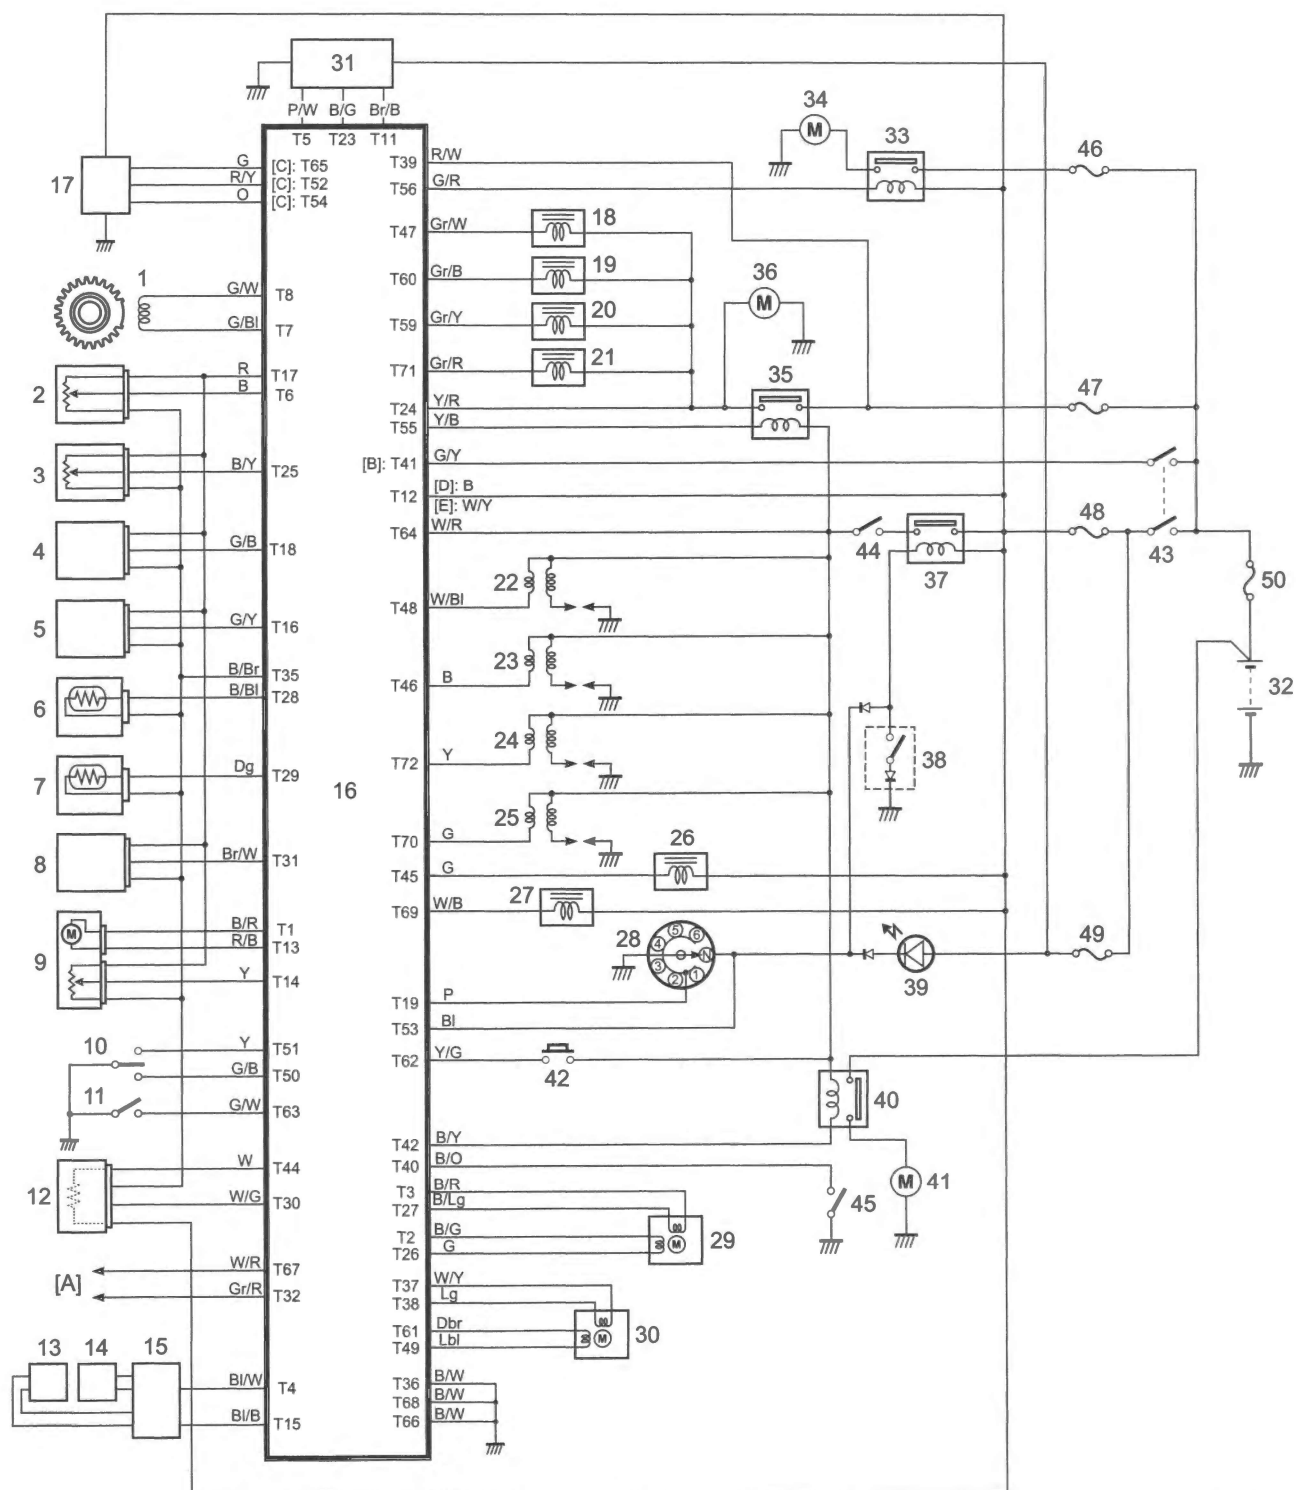 31
P/W B/G Br/B
T5 T23 T11
17
G [C]: T65
R/Y [C]: T52
O [C]: T54
1
G/W T8
G/Bl T7
2
R T17
B T6
3
B/Y T25
4
G/B T18
5
G/Y T16
B/Br T35
6
B/Bl T28
7
Dg T29
16
8
Br/W T31
9
M
B/R T1
R/B T13
Y T14
10
Y T51
G/B T50
11
G/W T63
12
W T44
W/G T30
[A]
W/R T67
Gr/R T32
13 14 15
Bl/W T4
Bl/B T15
T39 R/W
T56 G/R
34
M
33
46
T47 Gr/W
18
T60 Gr/B
19
T59 Gr/Y
20
T71 Gr/R
21
36
M
35
47
T24 Y/R
T55 Y/B
[B]: T41 G/Y
T12 [D]: B
[E]: W/Y
T64 W/R
44
37
48
43
50
32
T48 W/Bl
22
T46 B
23
T72 Y
24
38
T70 G
25
T45 G
26
T69 W/B
27
28
1 2 3 4 5 6 N
39
49
T19 P
T53 Bl
T62 Y/G
42
40
41
M
T42 B/Y
T40 B/O
45
T3 B/R
T27 B/Lg
T2 B/G
T26 G
29
M
T37 W/Y
T38 Lg
T61 Dbr
T49 Lbl
30
M
T36 B/W
T68 B/W
T66 B/W